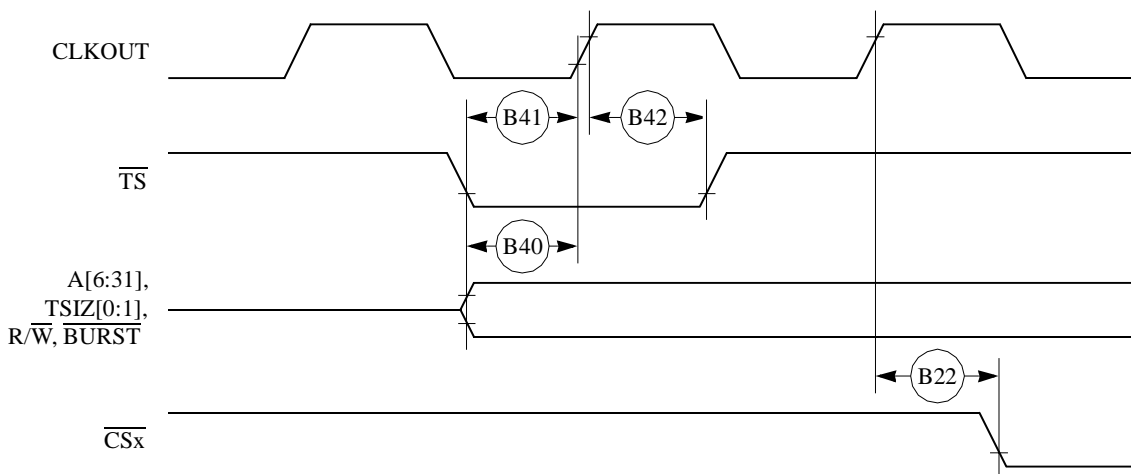 CLKOUT
B41
B42
TS
B40
A[6:31],
TSIZ[0:1],
R/W, BURST
B22
CSx